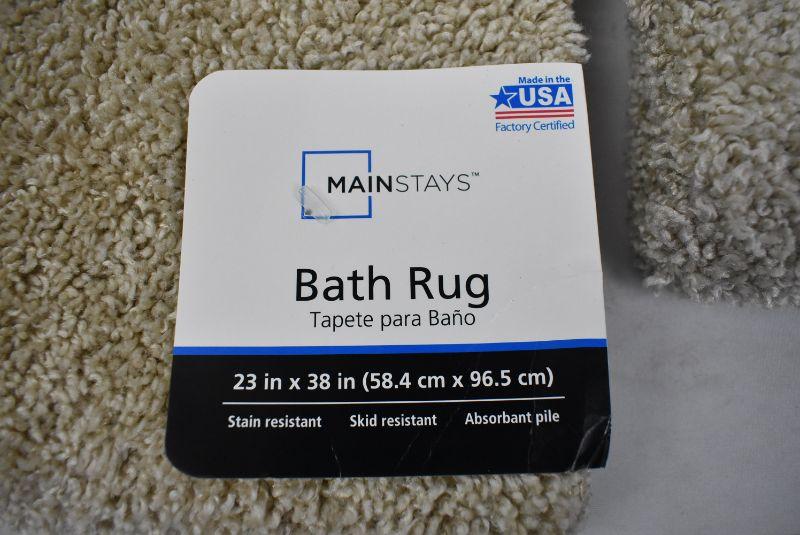 Made in the
USA
Factory Certified
MAINSTAYS™
Bath Rug
Tapete para Baño
23 in x 38 in (58.4 cm x 96.5 cm)
Stain resistant Skid resistant Absorbant pile